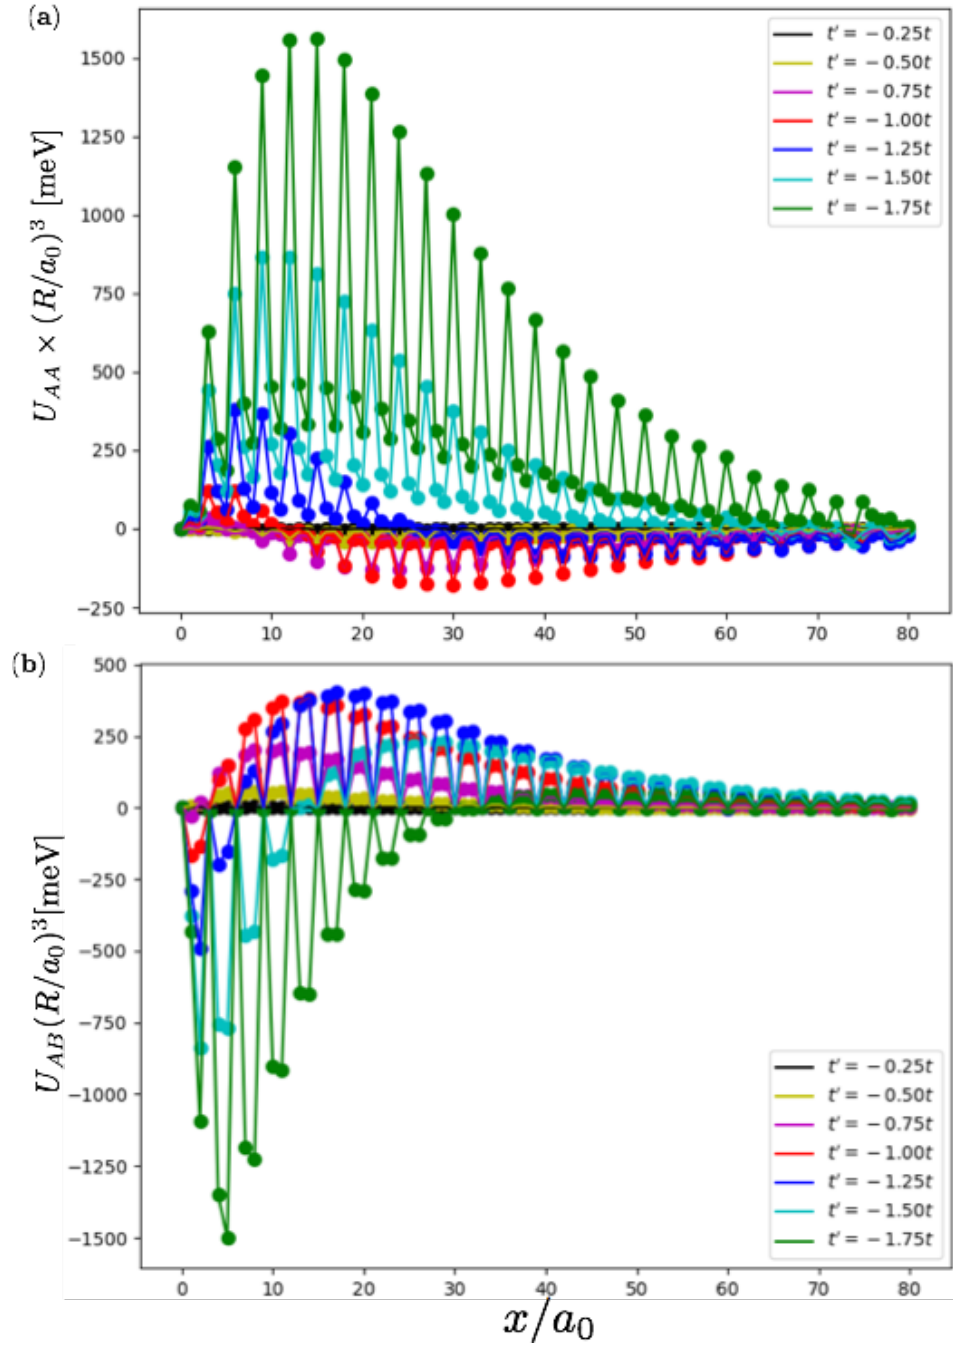 (a)
U_AA × (R/a_0)^3 [meV]
1500
1250
1000
750
500
250
0
−250
t' = −0.25t
t' = −0.50t
t' = −0.75t
t' = −1.00t
t' = −1.25t
t' = −1.50t
t' = −1.75t
0 10 20 30 40 50 60 70 80
(b)
U_AB(R/a_0)^3[meV]
500
250
0
−250
−500
−750
−1000
−1250
−1500
t' = −0.25t
t' = −0.50t
t' = −0.75t
t' = −1.00t
t' = −1.25t
t' = −1.50t
t' = −1.75t
0 10 20 30 40 50 60 70 80
x/a_0